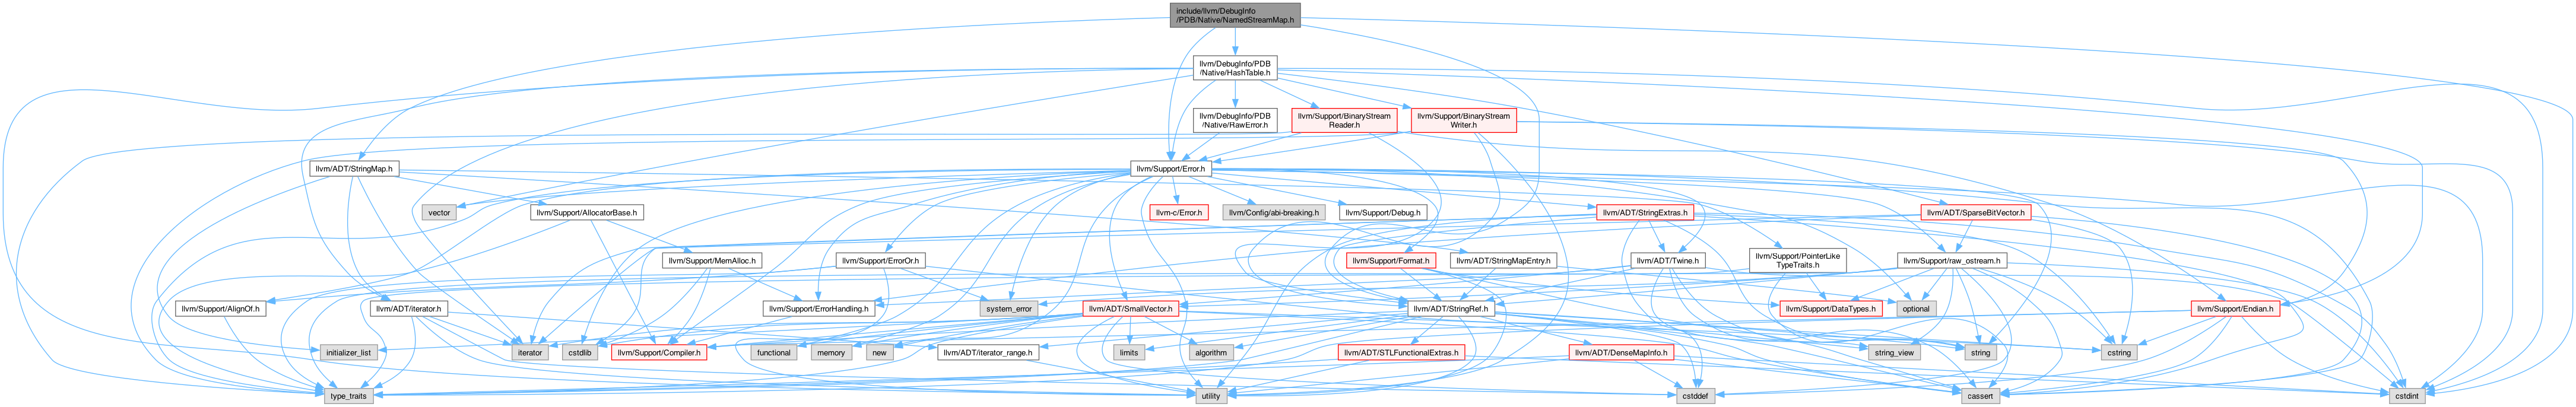 include/llvm/DebugInfo
/PDB/Native/NamedStreamMap.h
llvm/DebugInfo/PDB
/Native/HashTable.h
llvm/DebugInfo/PDB
/Native/RawError.h
llvm/Support/BinaryStream
Reader.h
llvm/Support/BinaryStream
Writer.h
llvm/ADT/StringMap.h
llvm/Support/Error.h
vector
llvm/Support/AllocatorBase.h
llvm-c/Error.h
llvm/Config/abi-breaking.h
llvm/Support/Debug.h
llvm/ADT/StringExtras.h
llvm/ADT/SparseBitVector.h
llvm/Support/MemAlloc.h
llvm/Support/ErrorOr.h
llvm/Support/Format.h
llvm/ADT/StringMapEntry.h
llvm/ADT/Twine.h
llvm/Support/PointerLike
TypeTraits.h
llvm/Support/raw_ostream.h
llvm/Support/AlignOf.h
llvm/ADT/iterator.h
llvm/Support/ErrorHandling.h
system_error
llvm/ADT/SmallVector.h
llvm/ADT/StringRef.h
llvm/Support/DataTypes.h
optional
llvm/Support/Endian.h
initializer_list
iterator
cstdlib
llvm/Support/Compiler.h
functional
memory
new
llvm/ADT/iterator_range.h
limits
algorithm
llvm/ADT/STLFunctionalExtras.h
llvm/ADT/DenseMapInfo.h
string_view
string
cstring
type_traits
utility
cstddef
cassert
cstdint